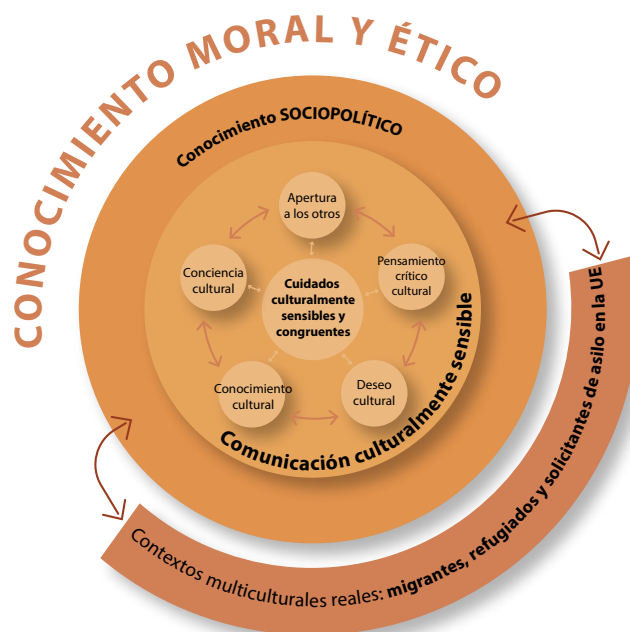 CONOCIMIENTO MORAL Y ÉTICO
Conocimiento SOCIOPOLÍTICO
Apertura
a los otros
Conciencia
cultural
Pensamiento
crítico
cultural
Cuidados
culturalmente
sensibles y
congruentes
Conocimiento
cultural
Deseo
cultural
Comunicación culturalmente sensible
Contextos multiculturales reales: migrantes, refugiados y solicitantes de asilo en la UE